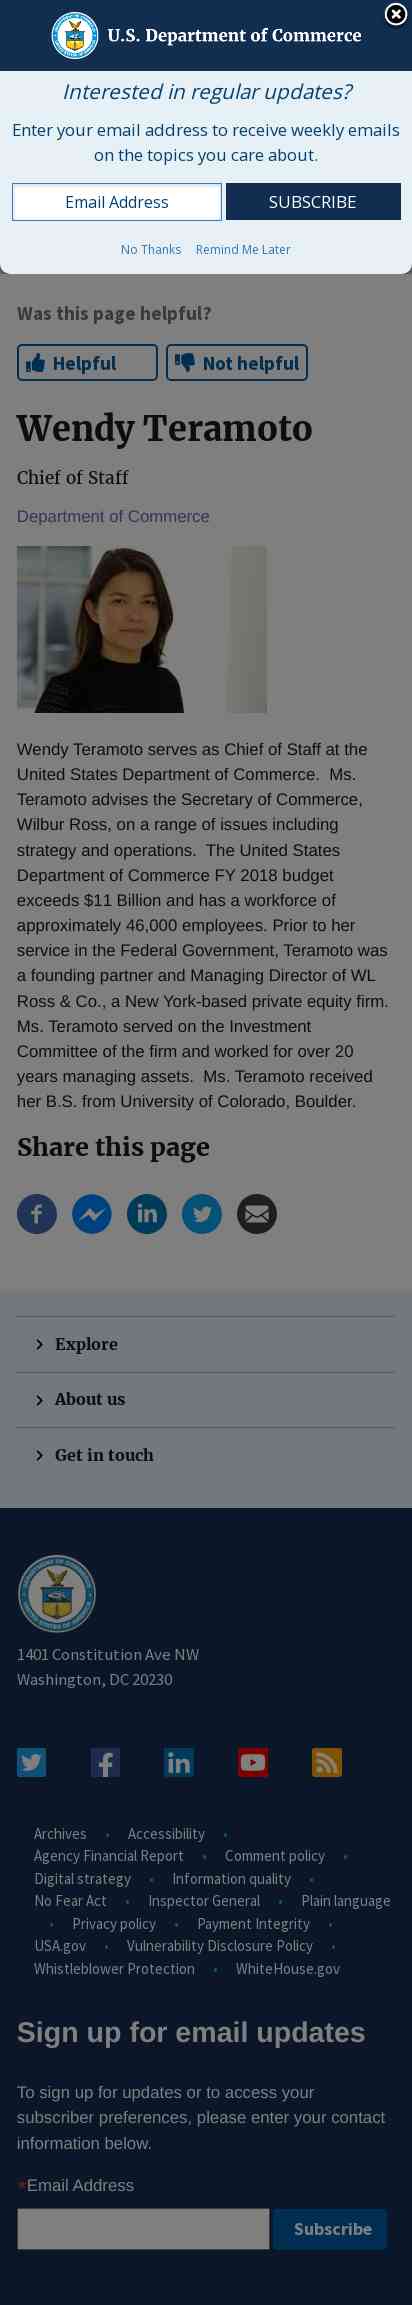 U.S. Department of Commerce
Interested in regular updates?
Enter your email address to receive weekly emails
on the topics you care about.
Email Address
SUBSCRIBE
No Thanks Remind Me Later
Was this page helpful?
Helpful Not helpful
Wendy Teramoto
Chief of Staff
Department of Commerce
Wendy Teramoto serves as Chief of Staff at the
United States Department of Commerce.  Ms.
Teramoto advises the Secretary of Commerce,
Wilbur Ross, on a range of issues including
strategy and operations.  The United States
Department of Commerce FY 2018 budget
exceeds $11 Billion and has a workforce of
approximately 46,000 employees. Prior to her
service in the Federal Government, Teramoto was
a founding partner and Managing Director of WL
Ross & Co., a New York-based private equity firm.
Ms. Teramoto served on the Investment
Committee of the firm and worked for over 20
years managing assets.  Ms. Teramoto received
her B.S. from University of Colorado, Boulder.
Share this page
Explore
About us
Get in touch
1401 Constitution Ave NW
Washington, DC 20230
Archives • Accessibility •
Agency Financial Report • Comment policy •
Digital strategy • Information quality •
No Fear Act • Inspector General • Plain language
• Privacy policy • Payment Integrity •
USA.gov • Vulnerability Disclosure Policy •
Whistleblower Protection • WhiteHouse.gov
Sign up for email updates
To sign up for updates or to access your
subscriber preferences, please enter your contact
information below.
*Email Address
Subscribe